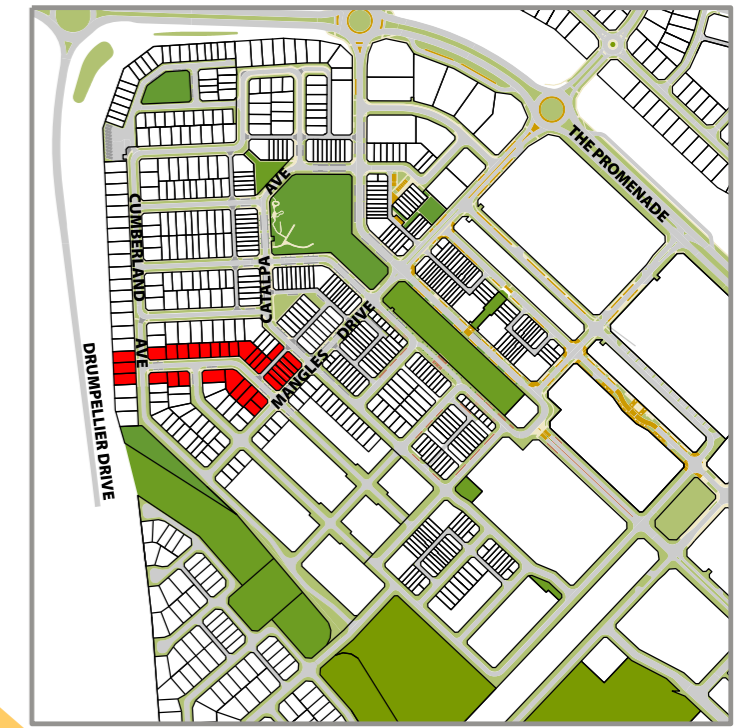 THE PROMENADE
CATALPA AVE
CUMBERLAND AVE
MANGLES DRIVE
DRUMPELLIER DRIVE